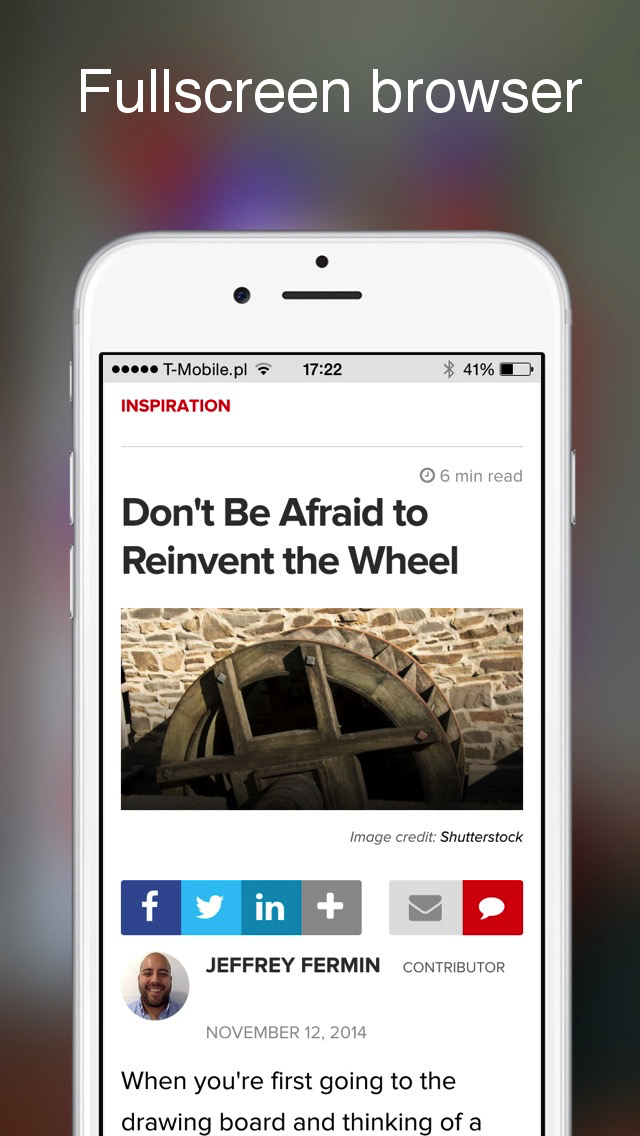 Fullscreen browser
T-Mobile.pl 17:22 41%
INSPIRATION
6 min read
Don't Be Afraid to
Reinvent the Wheel
Image credit: Shutterstock
f in +
JEFFREY FERMIN CONTRIBUTOR
NOVEMBER 12, 2014
When you're first going to the
drawing board and thinking of a